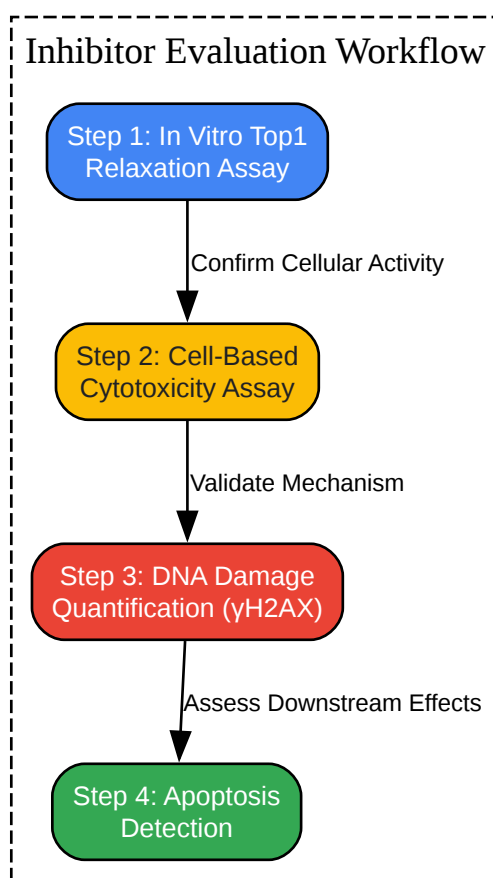 Inhibitor Evaluation Workflow
Step 1: In Vitro Top1
Relaxation Assay
Confirm Cellular Activity
Step 2: Cell-Based
Cytotoxicity Assay
Validate Mechanism
Step 3: DNA Damage
Quantification (γH2AX)
Assess Downstream Effects
Step 4: Apoptosis
Detection